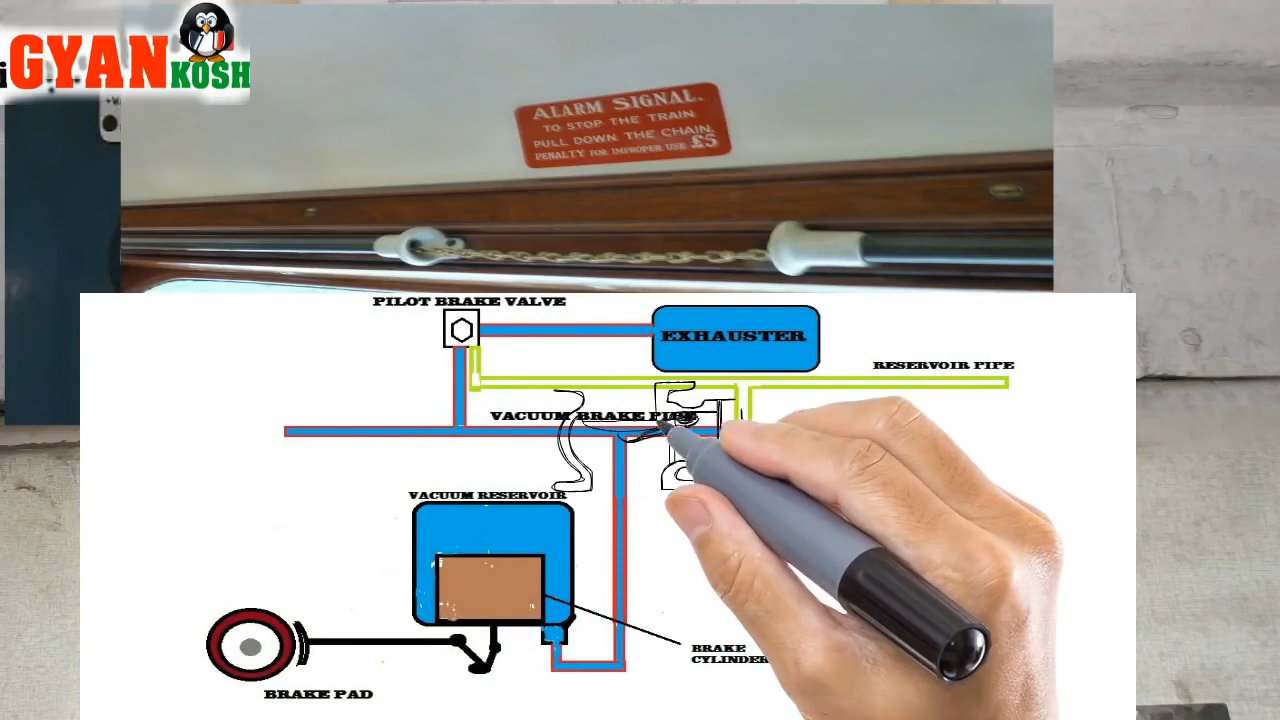 iGYAN
KOSH
ALARM SIGNAL.
TO STOP THE TRAIN
PULL DOWN THE CHAIN.
PENALTY FOR IMPROPER USE £5
PILOT BRAKE VALVE
EXHAUSTER
RESERVOIR PIPE
VACUUM BRAKE PIPE
VACUUM RESERVOIR
BRAKE
CYLINDER
BRAKE PAD